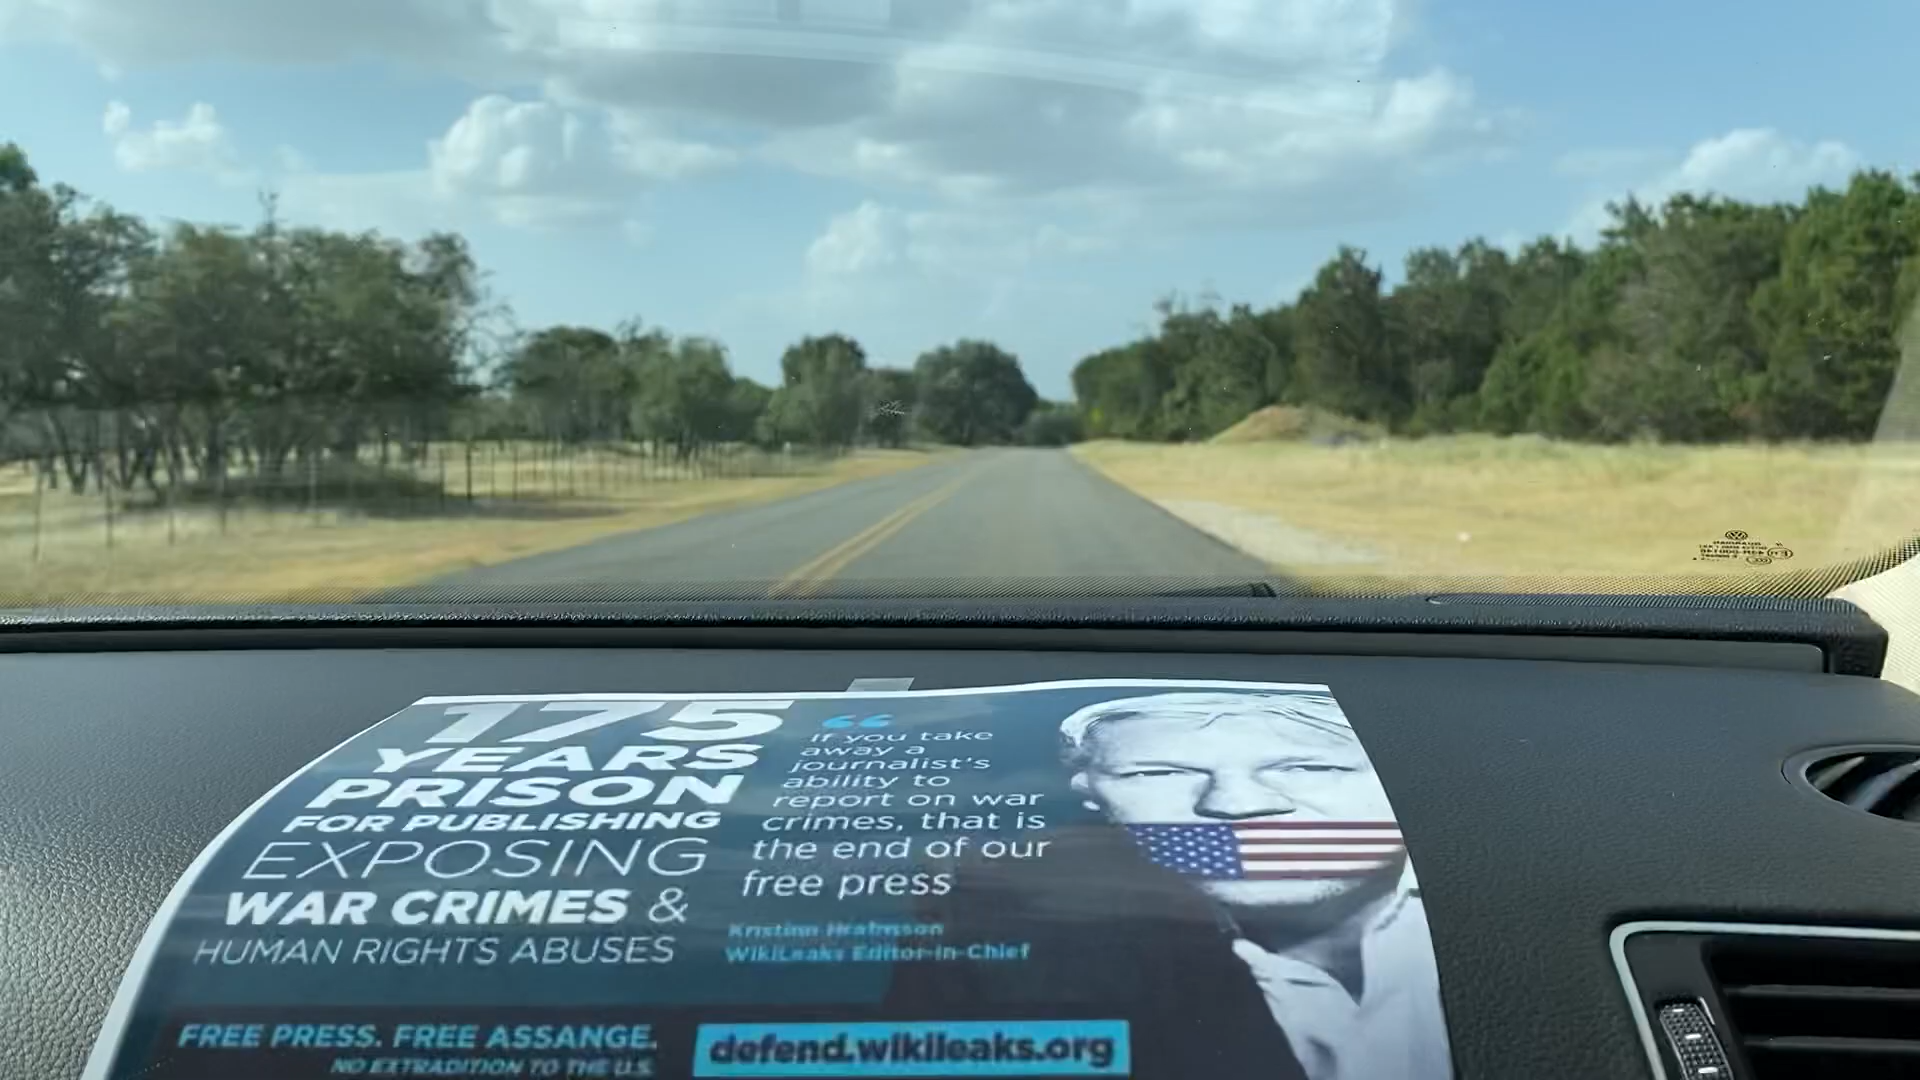 175
YEARS
PRISON
FOR PUBLISHING
EXPOSING
WAR CRIMES &
HUMAN RIGHTS ABUSES
“
If you take
away a
journalist's
ability to
report on war
crimes, that is
the end of our
free press
Kristinn Hrafnsson
WikiLeaks Editor-in-Chief
FREE PRESS. FREE ASSANGE.
NO EXTRADITION TO THE U.S.
defend.wikileaks.org